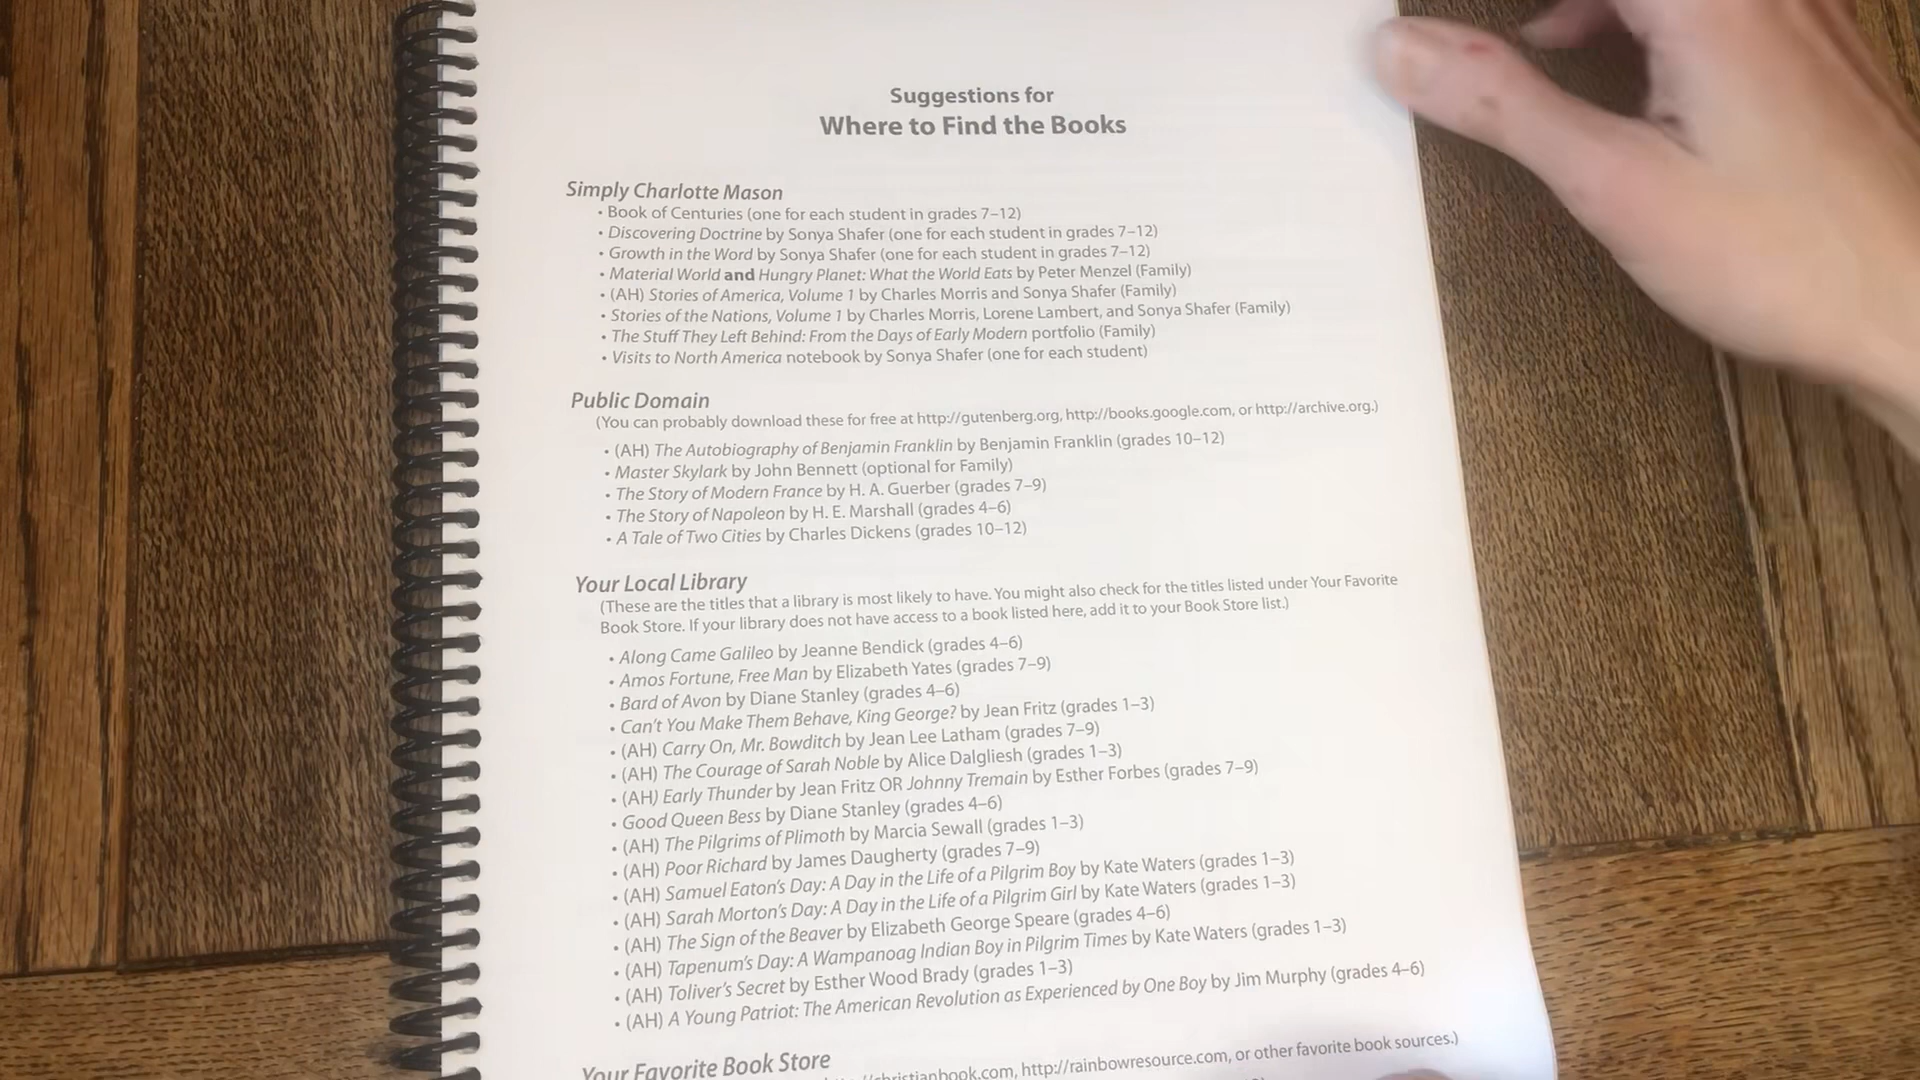 Suggestions for
Where to Find the Books
Simply Charlotte Mason
• Book of Centuries (one for each student in grades 7–12)
• Discovering Doctrine by Sonya Shafer (one for each student in grades 7–12)
• Growth in the Word by Sonya Shafer (one for each student in grades 7–12)
• Material World and Hungry Planet: What the World Eats by Peter Menzel (Family)
• (AH) Stories of America, Volume 1 by Charles Morris and Sonya Shafer (Family)
• Stories of the Nations, Volume 1 by Charles Morris, Lorene Lambert, and Sonya Shafer (Family)
• The Stuff They Left Behind: From the Days of Early Modern portfolio (Family)
• Visits to North America notebook by Sonya Shafer (one for each student)
Public Domain
(You can probably download these for free at http://gutenberg.org, http://books.google.com, or http://archive.org.)
• (AH) The Autobiography of Benjamin Franklin by Benjamin Franklin (grades 10–12)
• Master Skylark by John Bennett (optional for Family)
• The Story of Modern France by H. A. Guerber (grades 7–9)
• The Story of Napoleon by H. E. Marshall (grades 4–6)
• A Tale of Two Cities by Charles Dickens (grades 10–12)
Your Local Library
(These are the titles that a library is most likely to have. You might also check for the titles listed under Your Favorite
Book Store. If your library does not have access to a book listed here, add it to your Book Store list.)
• Along Came Galileo by Jeanne Bendick (grades 4–6)
• Amos Fortune, Free Man by Elizabeth Yates (grades 7–9)
• Bard of Avon by Diane Stanley (grades 4–6)
• Can't You Make Them Behave, King George? by Jean Fritz (grades 1–3)
• (AH) Carry On, Mr. Bowditch by Jean Lee Latham (grades 7–9)
• (AH) The Courage of Sarah Noble by Alice Dalgliesh (grades 1–3)
• (AH) Early Thunder by Jean Fritz OR Johnny Tremain by Esther Forbes (grades 7–9)
• Good Queen Bess by Diane Stanley (grades 4–6)
• (AH) The Pilgrims of Plimoth by Marcia Sewall (grades 1–3)
• (AH) Poor Richard by James Daugherty (grades 7–9)
• (AH) Samuel Eaton's Day: A Day in the Life of a Pilgrim Boy by Kate Waters (grades 1–3)
• (AH) Sarah Morton's Day: A Day in the Life of a Pilgrim Girl by Kate Waters (grades 1–3)
• (AH) The Sign of the Beaver by Elizabeth George Speare (grades 4–6)
• (AH) Tapenum's Day: A Wampanoag Indian Boy in Pilgrim Times by Kate Waters (grades 1–3)
• (AH) Toliver's Secret by Esther Wood Brady (grades 1–3)
• (AH) A Young Patriot: The American Revolution as Experienced by One Boy by Jim Murphy (grades 4–6)
Your Favorite Book Store
//christianbook.com, http://rainbowresource.com, or other favorite book sources.)